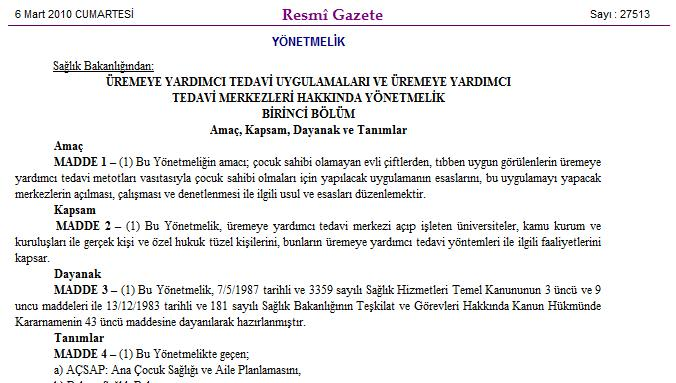 6 Mart 2010 CUMARTESİ Resmî Gazete Sayı : 27513
YÖNETMELİK
Sağlık Bakanlığından:
ÜREMEYE YARDIMCI TEDAVİ UYGULAMALARI VE ÜREMEYE YARDIMCI
TEDAVİ MERKEZLERİ HAKKINDA YÖNETMELİK
BİRİNCİ BÖLÜM
Amaç, Kapsam, Dayanak ve Tanımlar
Amaç
MADDE 1 – (1) Bu Yönetmeliğin amacı; çocuk sahibi olamayan evli çiftlerden, tıbben uygun görülenlerin üremeye
yardımcı tedavi metotları vasıtasıyla çocuk sahibi olmaları için yapılacak uygulamanın esaslarını, bu uygulamayı yapacak
merkezlerin açılması, çalışması ve denetlenmesi ile ilgili usul ve esasları düzenlemektir.
Kapsam
MADDE 2 – (1) Bu Yönetmelik, üremeye yardımcı tedavi merkezi açıp işleten üniversiteler, kamu kurum ve
kuruluşları ile gerçek kişi ve özel hukuk tüzel kişilerini, bunların üremeye yardımcı tedavi yöntemleri ile ilgili faaliyetlerini
kapsar.
Dayanak
MADDE 3 – (1) Bu Yönetmelik, 7/5/1987 tarihli ve 3359 sayılı Sağlık Hizmetleri Temel Kanununun 3 üncü ve 9
uncu maddeleri ile 13/12/1983 tarihli ve 181 sayılı Sağlık Bakanlığının Teşkilat ve Görevleri Hakkında Kanun Hükmünde
Kararnamenin 43 üncü maddesine dayanılarak hazırlanmıştır.
Tanımlar
MADDE 4 – (1) Bu Yönetmelikte geçen;
a) AÇSAP: Ana Çocuk Sağlığı ve Aile Planlamasını,